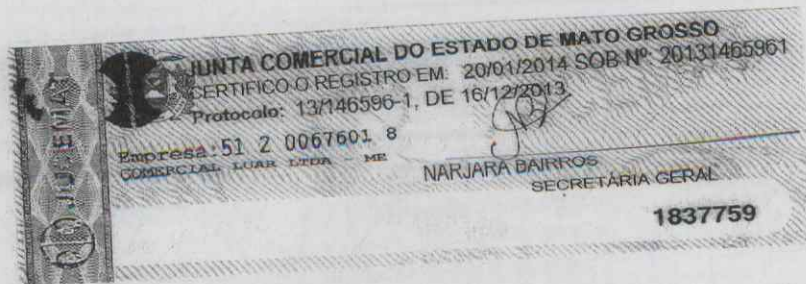 JUCEMAT
JUNTA COMERCIAL DO ESTADO DE MATO GROSSO
CERTIFICO O REGISTRO EM: 20/01/2014 SOB Nº: 20131465961
Protocolo: 13/146596-1, DE 16/12/2013
Empresa:51 2 0067601 8
COMERCIAL LUAR LTDA - ME
NARJARA BAIRROS
SECRETÁRIA GERAL
1837759